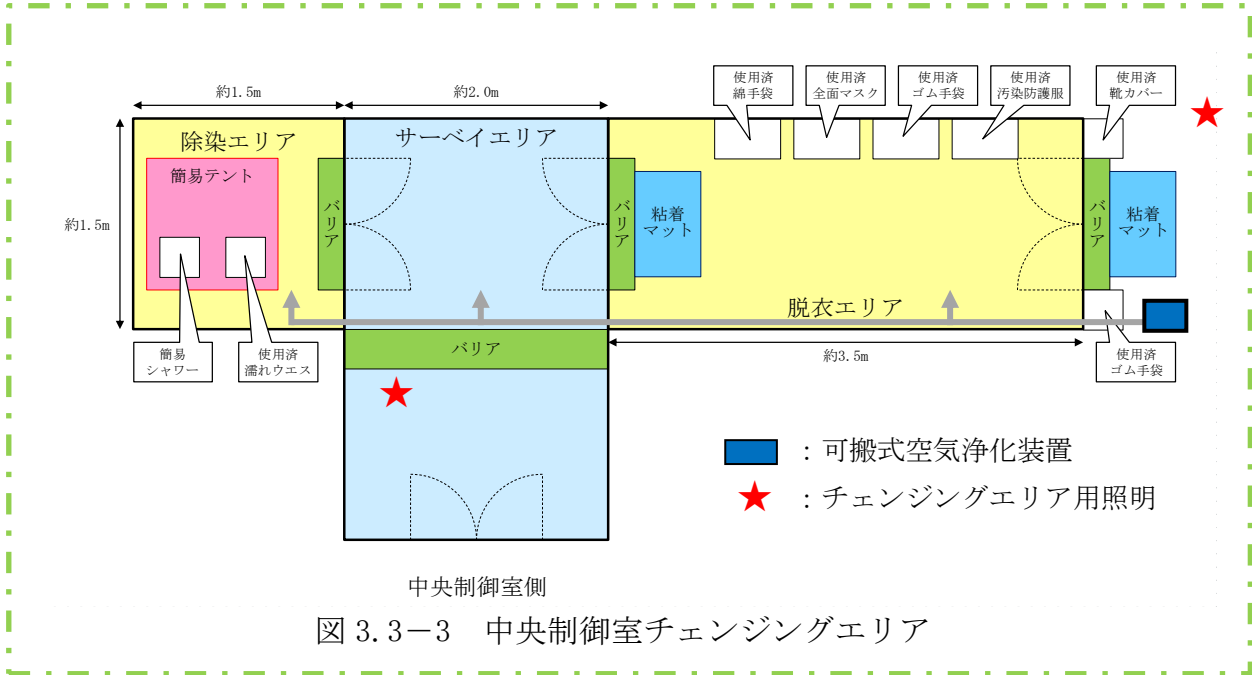 使用済
綿手袋
使用済
全面マスク
使用済
ゴム手袋
使用済
汚染防護服
使用済
靴カバー
約1.5m
約2.0m
除染エリア
サーベイエリア
簡易テント
約1.5m
バリア
バリア
粘着
マット
バリア
粘着
マット
脱衣エリア
簡易
シャワー
使用済
濡れウエス
バリア
約3.5m
使用済
ゴム手袋
：可搬式空気浄化装置
：チェンジングエリア用照明
中央制御室側
図 3.3－3　中央制御室チェンジングエリア